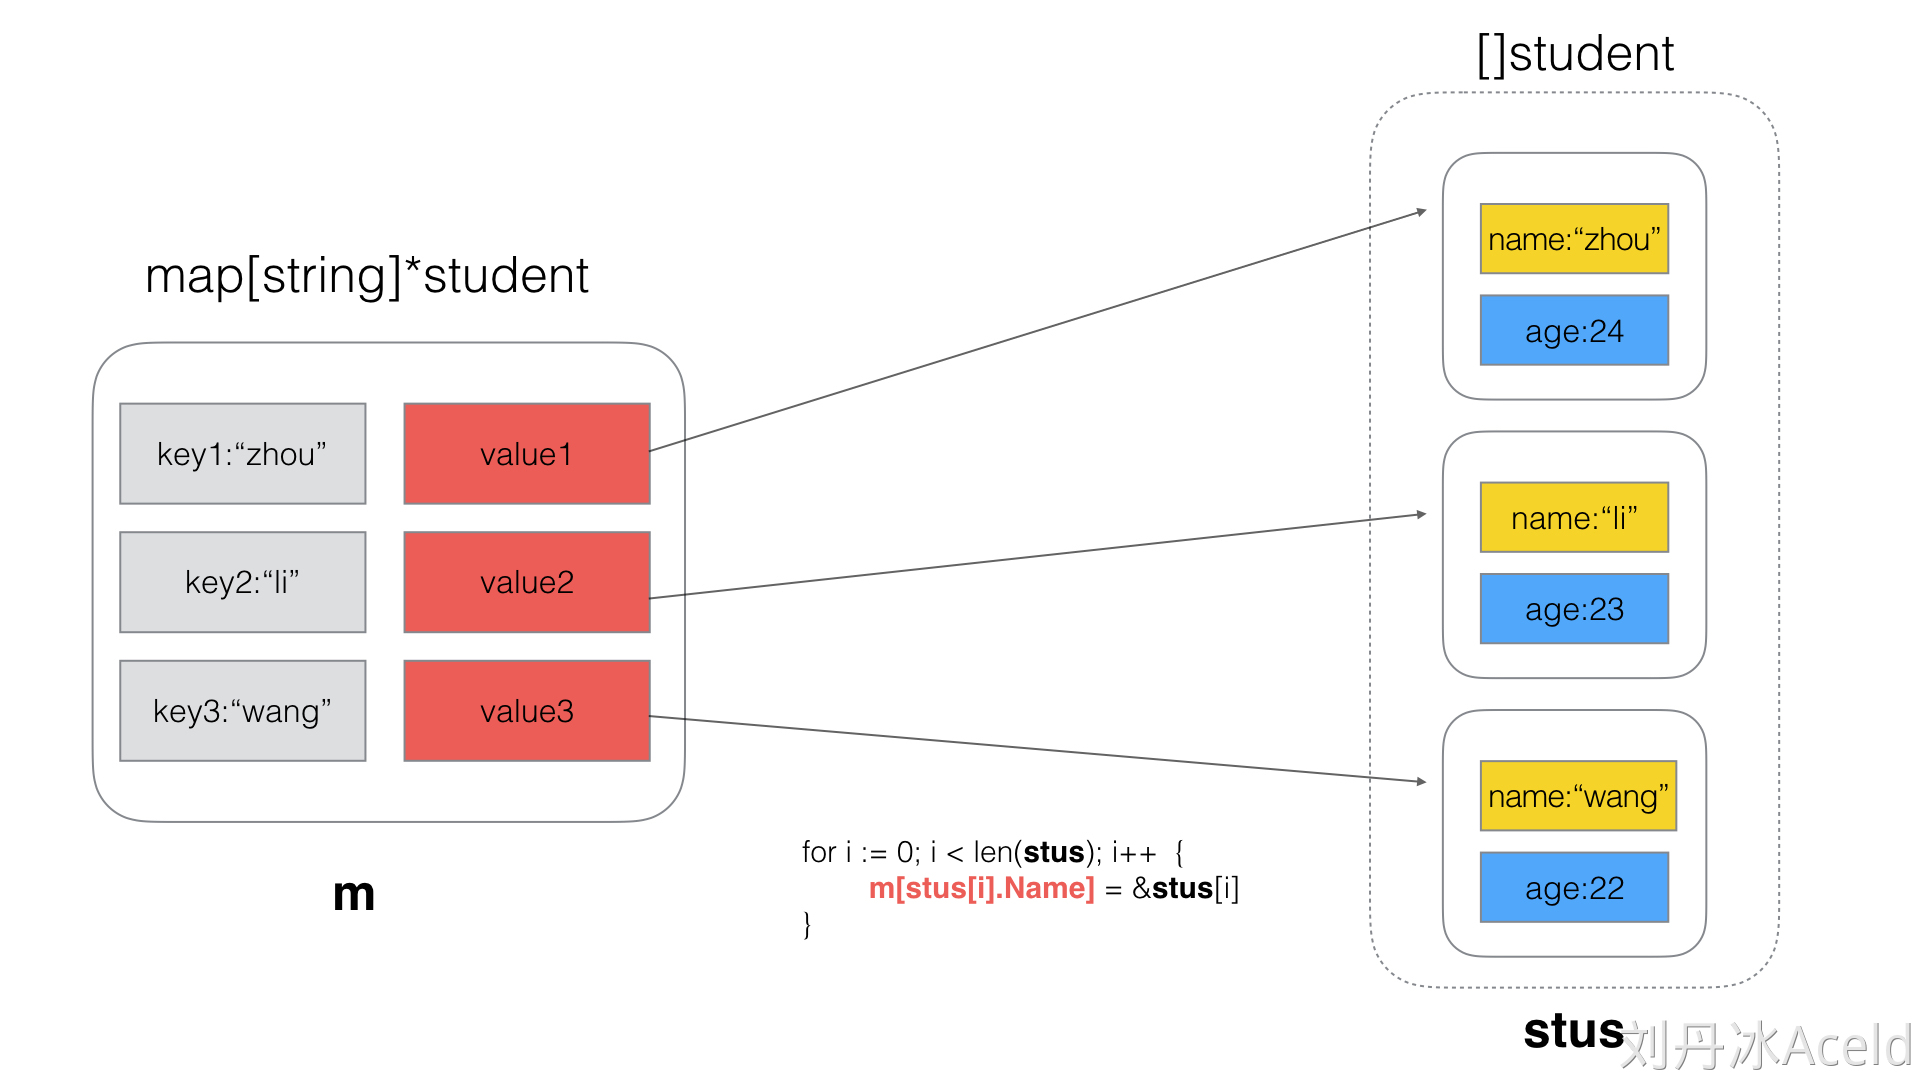 []student
name:“zhou”
age:24
map[string]*student
key1:“zhou”
value1
key2:“li”
value2
key3:“wang”
value3
name:“li”
age:23
name:“wang”
age:22
for i := 0; i < len(stus); i++ {
m[stus[i].Name] = &stus[i]
}
m
stus
刘丹冰Aceld